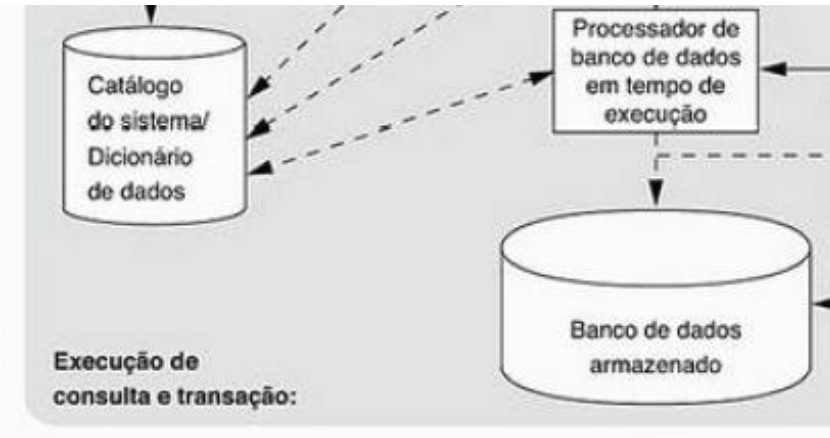 Processador de
banco de dados
em tempo de
execução
Catálogo
do sistema/
Dicionário
de dados
Banco de dados
armazenado
Execução de
consulta e transação: